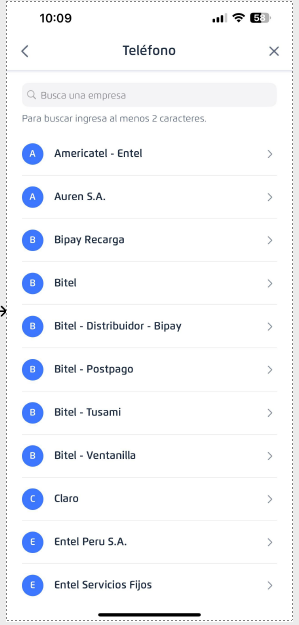 10:09
58
Teléfono
Busca una empresa
Para buscar ingresa al menos 2 caracteres.
A Americatel - Entel
A Auren S.A.
B Bipay Recarga
B Bitel
B Bitel - Distribuidor - Bipay
B Bitel - Postpago
B Bitel - Tusami
B Bitel - Ventanilla
C Claro
E Entel Peru S.A.
E Entel Servicios Fijos